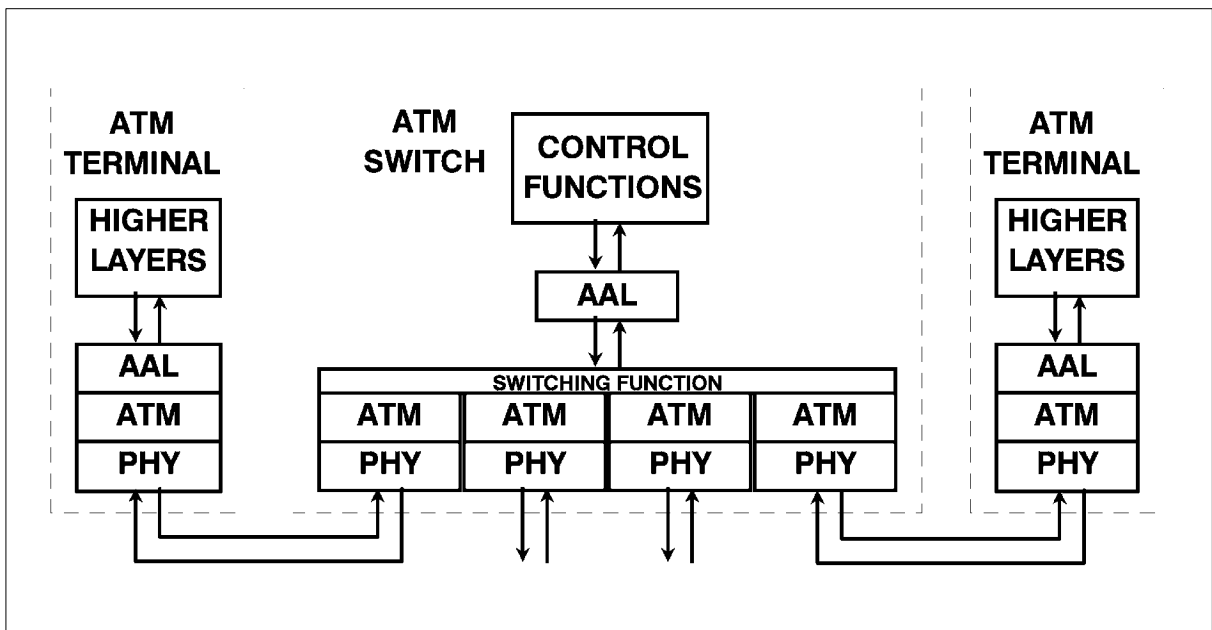 ATM
TERMINAL
HIGHER
LAYERS
AAL
ATM
PHY
ATM
SWITCH
CONTROL
FUNCTIONS
AAL
SWITCHING FUNCTION
ATM
ATM
ATM
ATM
PHY
PHY
PHY
PHY
ATM
TERMINAL
HIGHER
LAYERS
AAL
ATM
PHY